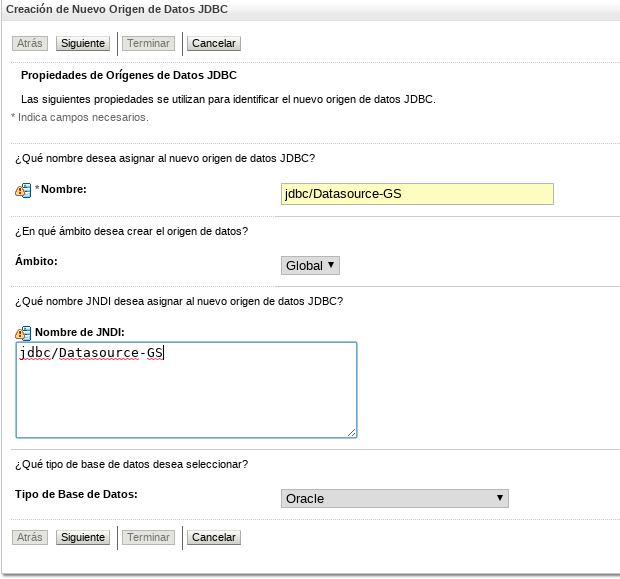 Creación de Nuevo Origen de Datos JDBC
Atrás Siguiente Terminar Cancelar
Propiedades de Orígenes de Datos JDBC
Las siguientes propiedades se utilizan para identificar el nuevo origen de datos JDBC.
* Indica campos necesarios.
¿Qué nombre desea asignar al nuevo origen de datos JDBC?
* Nombre: jdbc/Datasource-GS
¿En qué ámbito desea crear el origen de datos?
Ámbito: Global
¿Qué nombre JNDI desea asignar al nuevo origen de datos JDBC?
Nombre de JNDI:
jdbc/Datasource-GS
¿Qué tipo de base de datos desea seleccionar?
Tipo de Base de Datos: Oracle
Atrás Siguiente Terminar Cancelar